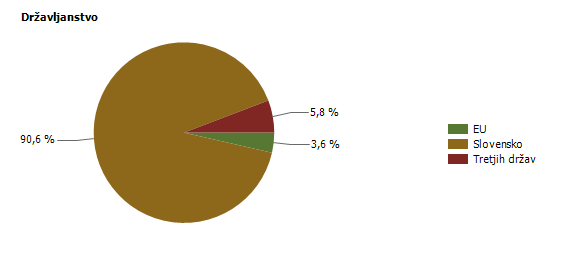 Državljanstvo
5,8 %
90,6 %
3,6 %
EU
Slovensko
Tretjih držav